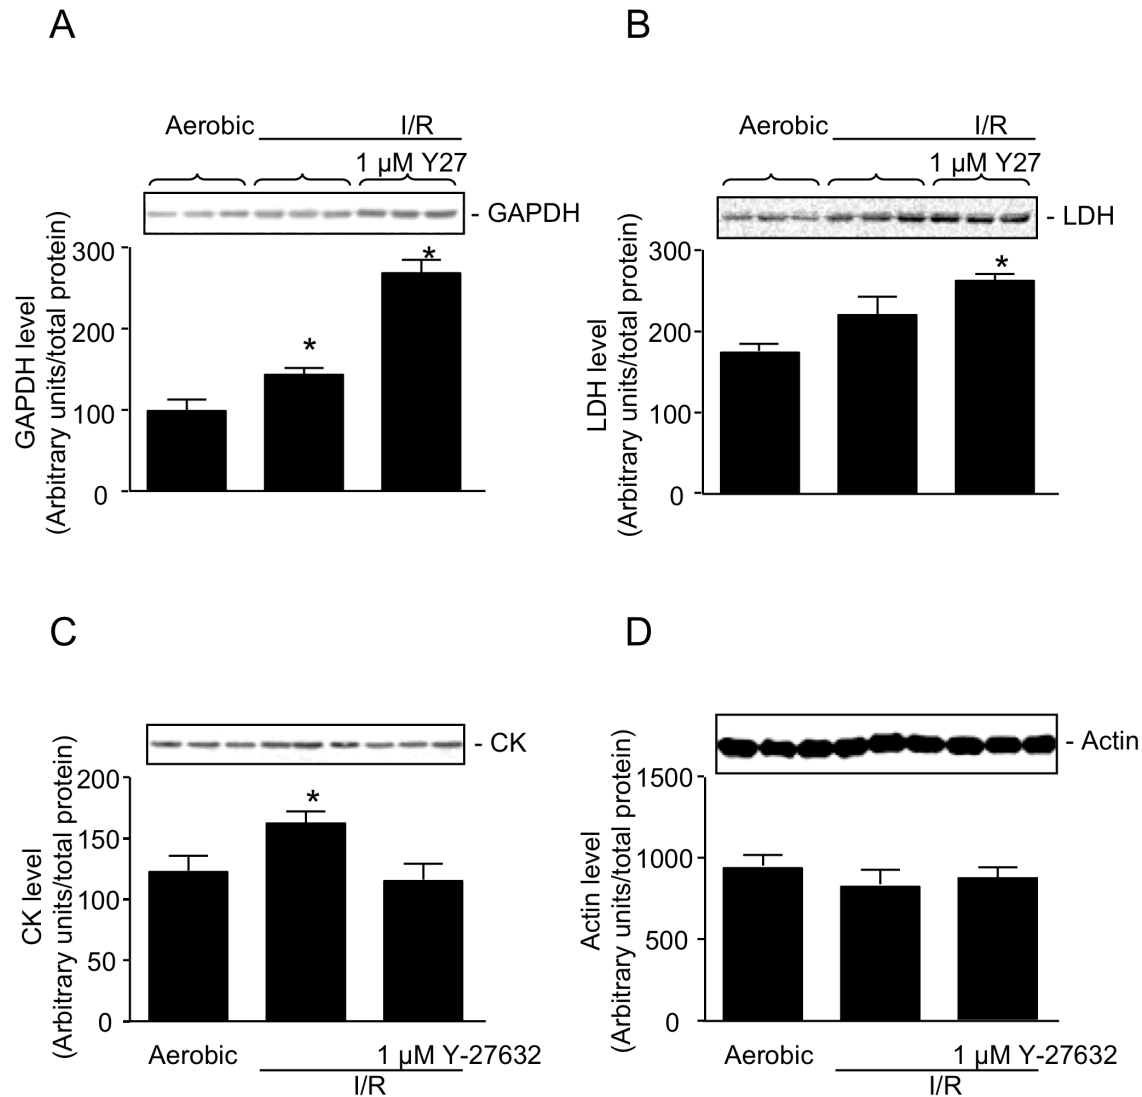 A
Aerobic I/R
1 µM Y27
- GAPDH
300
200
100
0
GAPDH level
(Arbitrary units/total protein)
*
*
B
Aerobic I/R
1 µM Y27
- LDH
300
200
100
0
LDH level
(Arbitrary units/total protein)
*
C
- CK
200
150
100
50
0
CK level
(Arbitrary units/total protein)
*
Aerobic 1 µM Y-27632
I/R
D
- Actin
1500
1000
500
0
Actin level
(Arbitrary units/total protein)
Aerobic 1 µM Y-27632
I/R